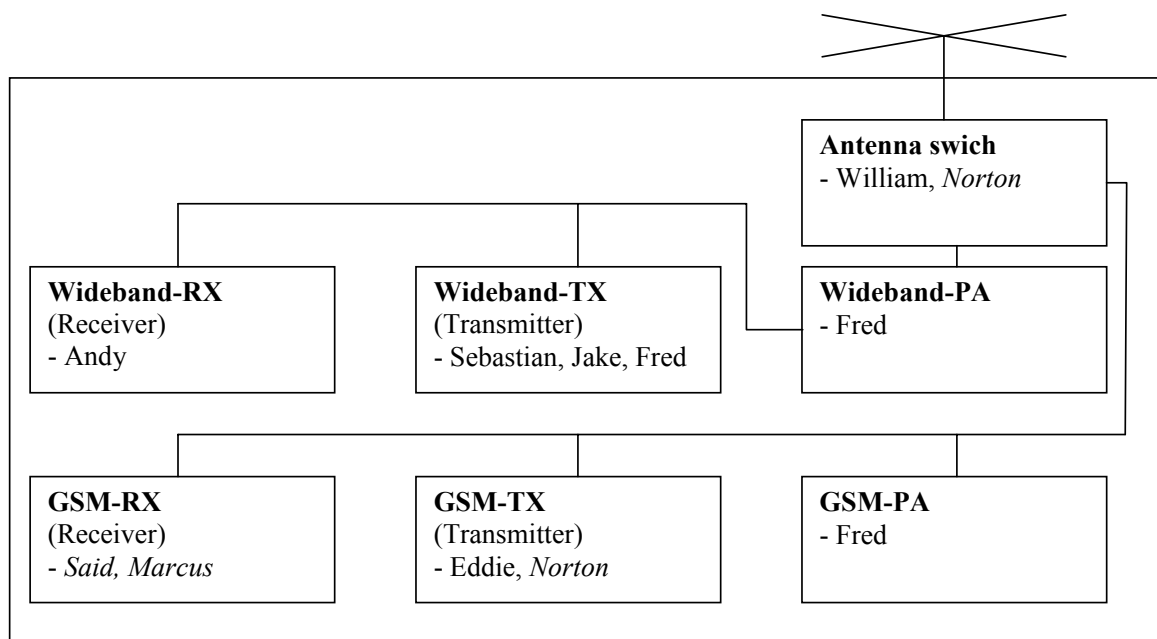 Antenna swich
- William, Norton
Wideband-RX
(Receiver)
- Andy
Wideband-TX
(Transmitter)
- Sebastian, Jake, Fred
Wideband-PA
- Fred
GSM-RX
(Receiver)
- Said, Marcus
GSM-TX
(Transmitter)
- Eddie, Norton
GSM-PA
- Fred